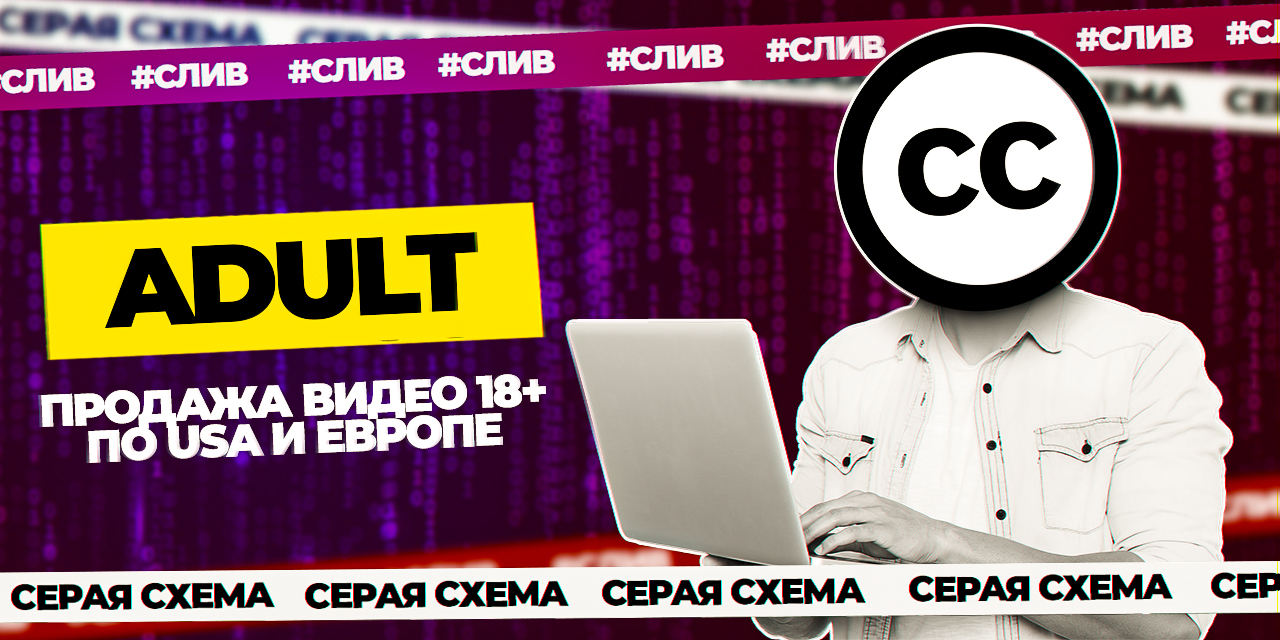 СЕРАЯ СХЕМА
#СЛИВ #СЛИВ #СЛИВ #СЛИВ #СЛИВ #СЛИВ #СЛИВ
CC
ADULT
ПРОДАЖА ВИДЕО 18+
ПО USA И ЕВРОПЕ
СЕРАЯ СХЕМА СЕРАЯ СХЕМА СЕРАЯ СХЕМА СЕРАЯ СХЕМА